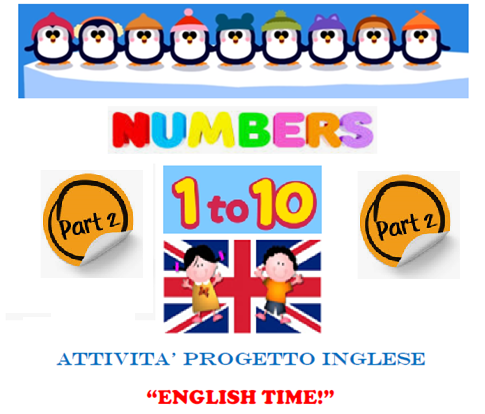 NUMBERS
Part 2
1 to 10
Part 2
ATTIVITA' PROGETTO INGLESE
“ENGLISH TIME!”